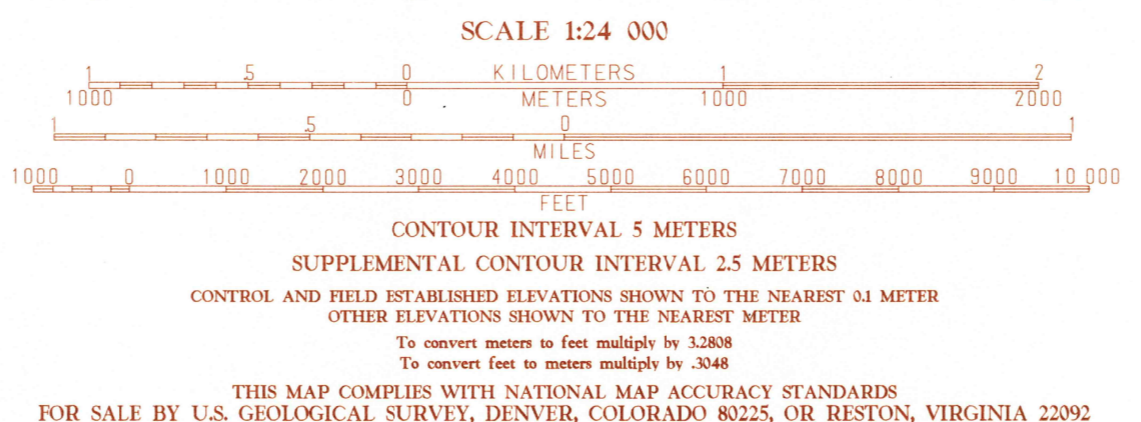 SCALE 1:24 000
1 .5 0 KILOMETERS 1 2
1000 0 METERS 1000 2000
1 .5 0 1
MILES
1000 0 1000 2000 3000 4000 5000 6000 7000 8000 9000 10 000
FEET
CONTOUR INTERVAL 5 METERS
SUPPLEMENTAL CONTOUR INTERVAL 2.5 METERS
CONTROL AND FIELD ESTABLISHED ELEVATIONS SHOWN TO THE NEAREST 0.1 METER
OTHER ELEVATIONS SHOWN TO THE NEAREST METER
To convert meters to feet multiply by 3.2808
To convert feet to meters multiply by .3048
THIS MAP COMPLIES WITH NATIONAL MAP ACCURACY STANDARDS
FOR SALE BY U.S. GEOLOGICAL SURVEY, DENVER, COLORADO 80225, OR RESTON, VIRGINIA 22092